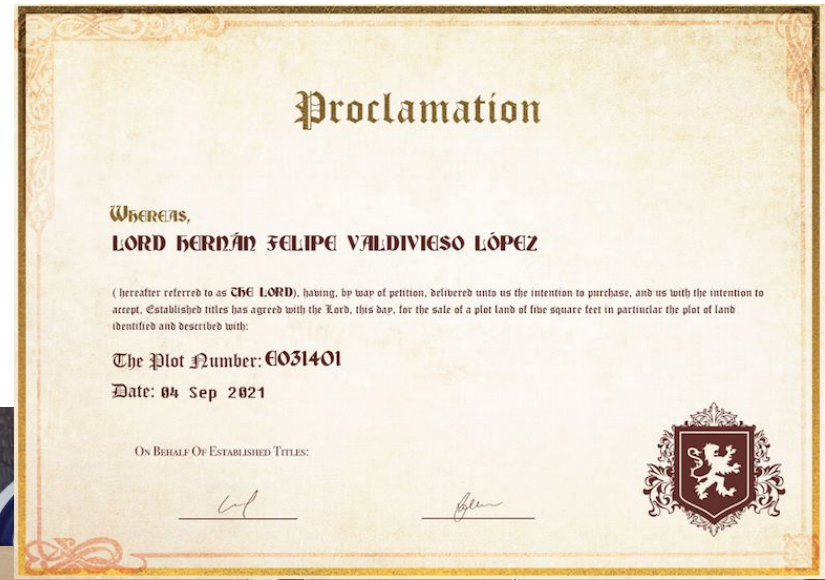 Proclamation
Whereas,
LORD HERNÁN FELIPE VALDIVIESO LÓPEZ
( hereafter referred to as THE LORD), having, by way of petition, delivered unto us the intention to purchase, and us with the intention to
accept, Established titles has agreed with the Lord, this day, for the sale of a plot land of five square feet in partiuclar the plot of land
identified and described with:
The Plot Number: E031401
Date: 04 Sep 2021
On Behalf Of Established Titles: